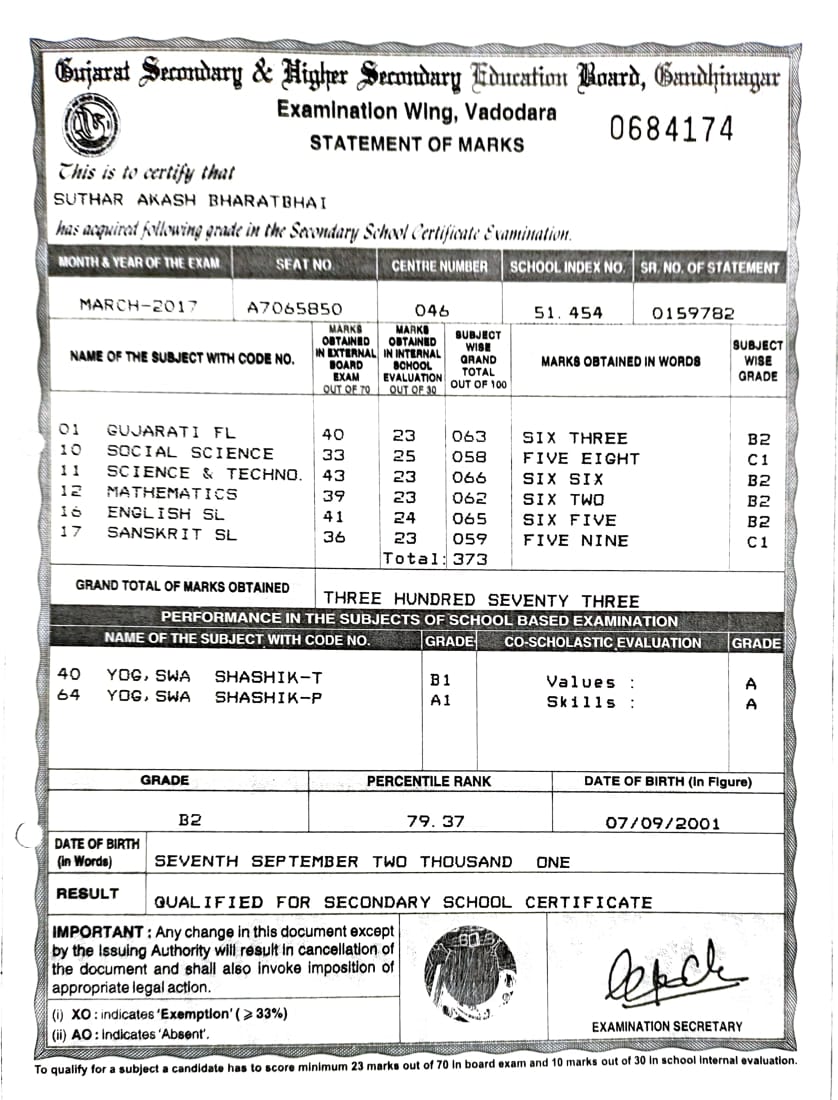 Gujarat Secondary & Higher Secondary Education Board, Gandhinagar
Examination Wing, Vadodara
STATEMENT OF MARKS
0684174
This is to certify that
SUTHAR AKASH BHARATBHAI
has acquired following grade in the Secondary School Certificate Examination.
MONTH & YEAR OF THE EXAM SEAT NO. CENTRE NUMBER SCHOOL INDEX NO. SR. NO. OF STATEMENT
MARCH-2017 A7065850 046 51.454 0159782
NAME OF THE SUBJECT WITH CODE NO. MARKS OBTAINED IN EXTERNAL BOARD EXAM OUT OF 70 MARKS OBTAINED IN INTERNAL SCHOOL EVALUATION OUT OF 30 SUBJECT WISE GRAND TOTAL OUT OF 100 MARKS OBTAINED IN WORDS SUBJECT WISE GRADE
01 GUJARATI FL 40 23 063 SIX THREE B2
10 SOCIAL SCIENCE 33 25 058 FIVE EIGHT C1
11 SCIENCE & TECHNO. 43 23 066 SIX SIX B2
12 MATHEMATICS 39 23 062 SIX TWO B2
16 ENGLISH SL 41 24 065 SIX FIVE B2
17 SANSKRIT SL 36 23 059 FIVE NINE C1
Total: 373
GRAND TOTAL OF MARKS OBTAINED THREE HUNDRED SEVENTY THREE
PERFORMANCE IN THE SUBJECTS OF SCHOOL BASED EXAMINATION
NAME OF THE SUBJECT WITH CODE NO. GRADE CO-SCHOLASTIC EVALUATION GRADE
40 YOG, SWA SHASHIK-T B1 Values : A
64 YOG, SWA SHASHIK-P A1 Skills : A
GRADE PERCENTILE RANK DATE OF BIRTH (in Figure)
B2 79.37 07/09/2001
DATE OF BIRTH (in Words) SEVENTH SEPTEMBER TWO THOUSAND ONE
RESULT QUALIFIED FOR SECONDARY SCHOOL CERTIFICATE
IMPORTANT : Any change in this document except
by the Issuing Authority will result in cancellation of
the document and shall also invoke imposition of
appropriate legal action.
(i) XO : indicates 'Exemption' (⩾ 33%)
(ii) AO : Indicates 'Absent'.
EXAMINATION SECRETARY
To qualify for a subject a candidate has to score minimum 23 marks out of 70 in board exam and 10 marks out of 30 in school internal evaluation.